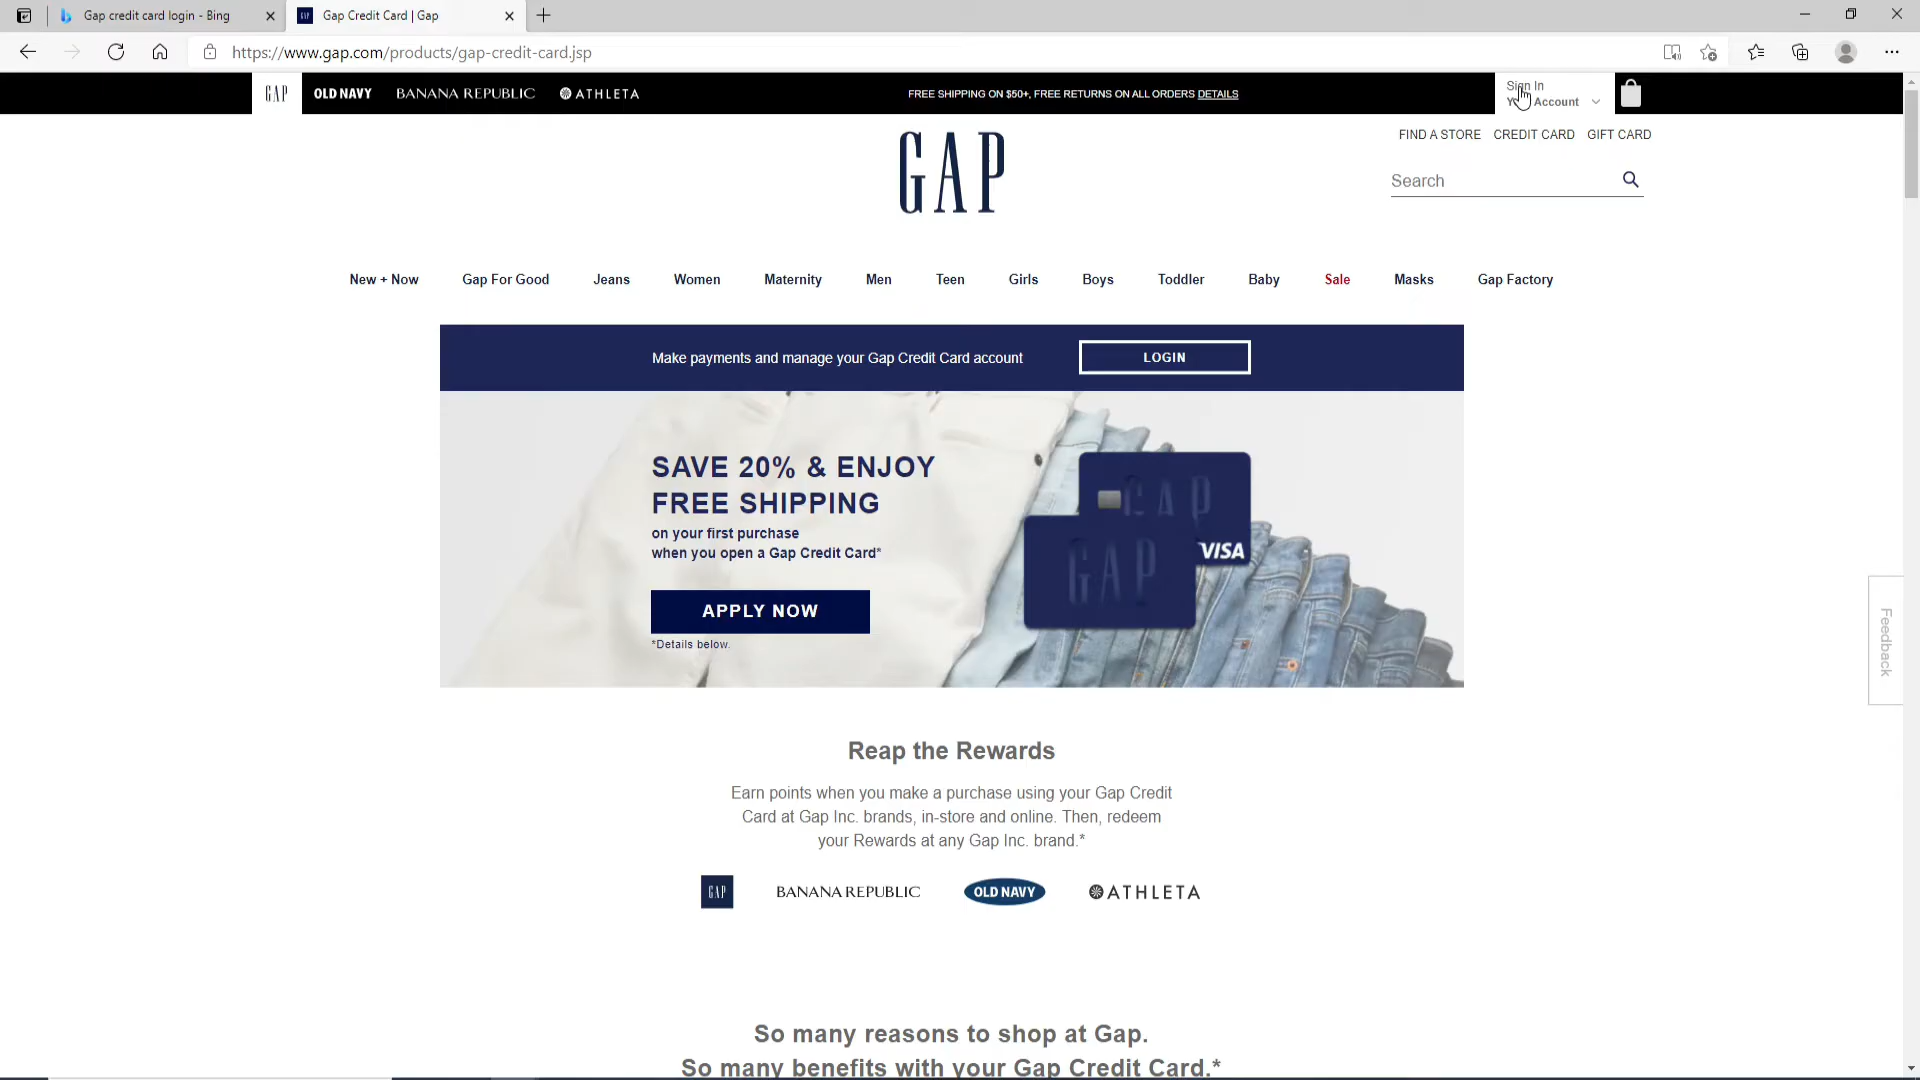 Gap credit card login - Bing
Gap Credit Card | Gap
https://www.gap.com/products/gap-credit-card.jsp
GAP
OLD NAVY
BANANA REPUBLIC
ATHLETA
FREE SHIPPING ON $50+, FREE RETURNS ON ALL ORDERS DETAILS
Sign In
Account
FIND A STORE
CREDIT CARD
GIFT CARD
GAP
Search
New + Now
Gap For Good
Jeans
Women
Maternity
Men
Teen
Girls
Boys
Toddler
Baby
Sale
Masks
Gap Factory
Make payments and manage your Gap Credit Card account
LOGIN
SAVE 20% & ENJOY
FREE SHIPPING
on your first purchase
when you open a Gap Credit Card*
APPLY NOW
*Details below.
GAP
VISA
GAP
Feedback
Reap the Rewards
Earn points when you make a purchase using your Gap Credit
Card at Gap Inc. brands, in-store and online. Then, redeem
your Rewards at any Gap Inc. brand.*
GAP
BANANA REPUBLIC
OLD NAVY
ATHLETA
So many reasons to shop at Gap.
So many benefits with your Gap Credit Card.*